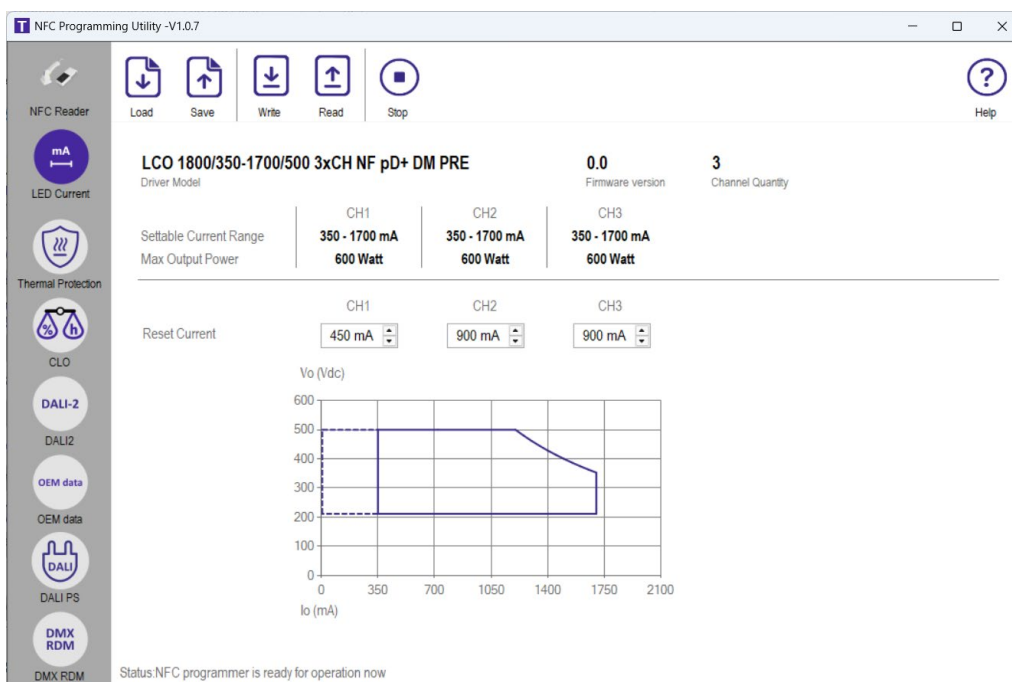 T NFC Programming Utility -V1.0.7
NFC Reader
mA
LED Current
Thermal Protection
% h
CLO
DALI-2
DALI2
OEM data
OEM data
DALI
DALI PS
DMX
RDM
DMX RDM
Load Save Write Read Stop
?
Help
LCO 1800/350-1700/500 3xCH NF pD+ DM PRE 0.0 3
Driver Model Firmware version Channel Quantity
CH1 CH2 CH3
Settable Current Range 350 - 1700 mA 350 - 1700 mA 350 - 1700 mA
Max Output Power 600 Watt 600 Watt 600 Watt
CH1 CH2 CH3
Reset Current 450 mA 900 mA 900 mA
Vo (Vdc)
600
500
400
300
200
100
0
0 350 700 1050 1400 1750 2100
Io (mA)
Status:NFC programmer is ready for operation now